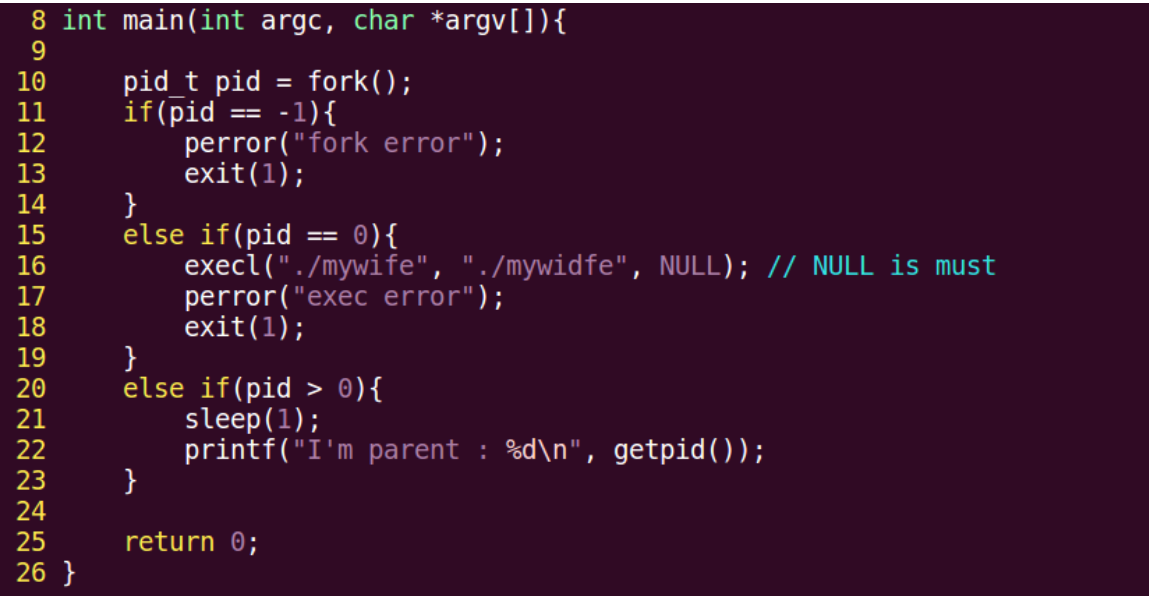 8 int main(int argc, char *argv[]){
9
10     pid_t pid = fork();
11     if(pid == -1){
12         perror("fork error");
13         exit(1);
14     }
15     else if(pid == 0){
16         execl("./mywife", "./mywidfe", NULL); // NULL is must
17         perror("exec error");
18         exit(1);
19     }
20     else if(pid > 0){
21         sleep(1);
22         printf("I'm parent : %d\n", getpid());
23     }
24
25     return 0;
26 }